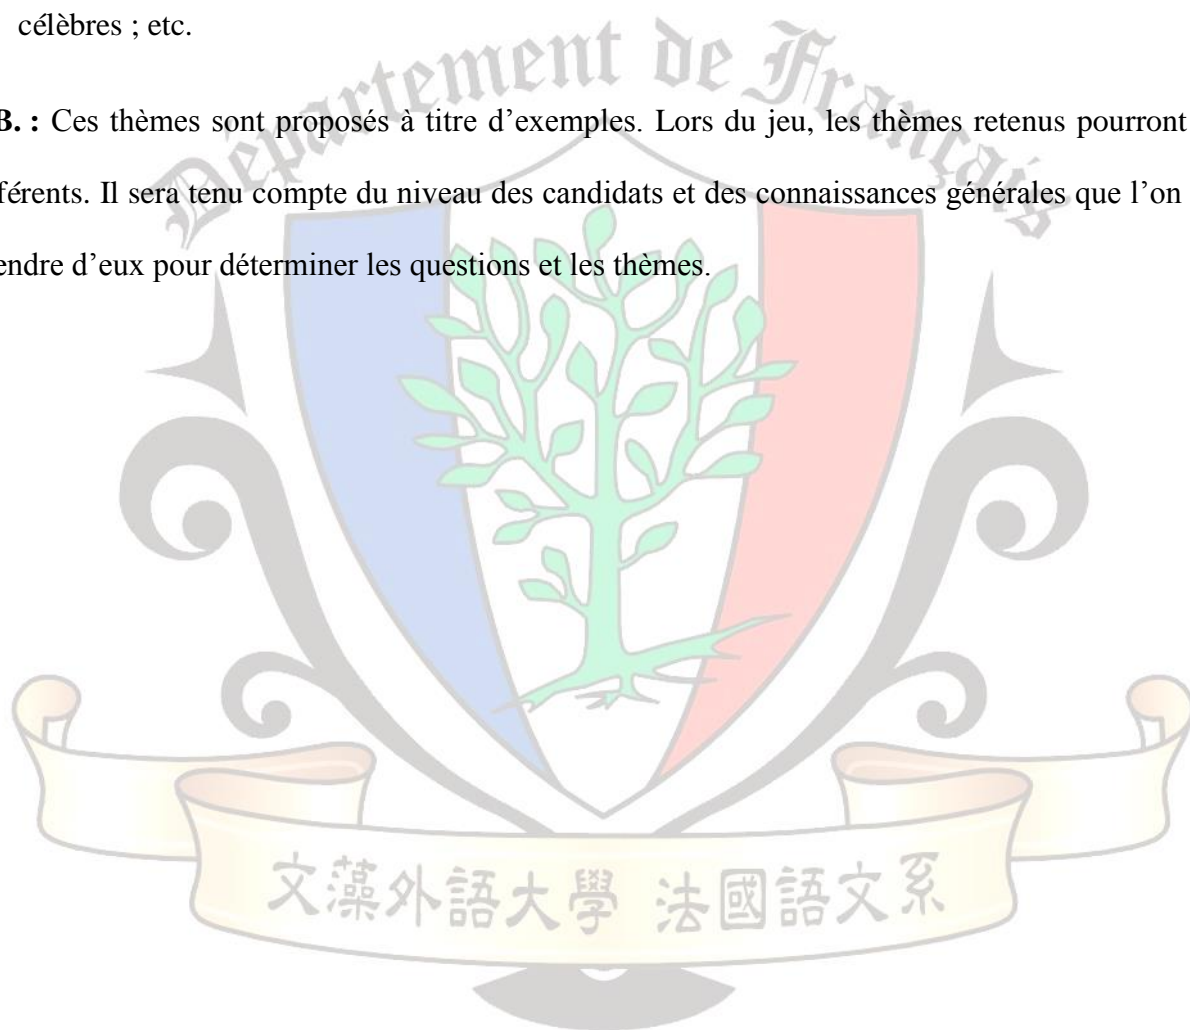 célèbres ; etc.
Département de Français
B. : Ces thèmes sont proposés à titre d’exemples. Lors du jeu, les thèmes retenus pourront
férents. Il sera tenu compte du niveau des candidats et des connaissances générales que l’on
endre d’eux pour déterminer les questions et les thèmes.
文藻外語大學 法國語文系